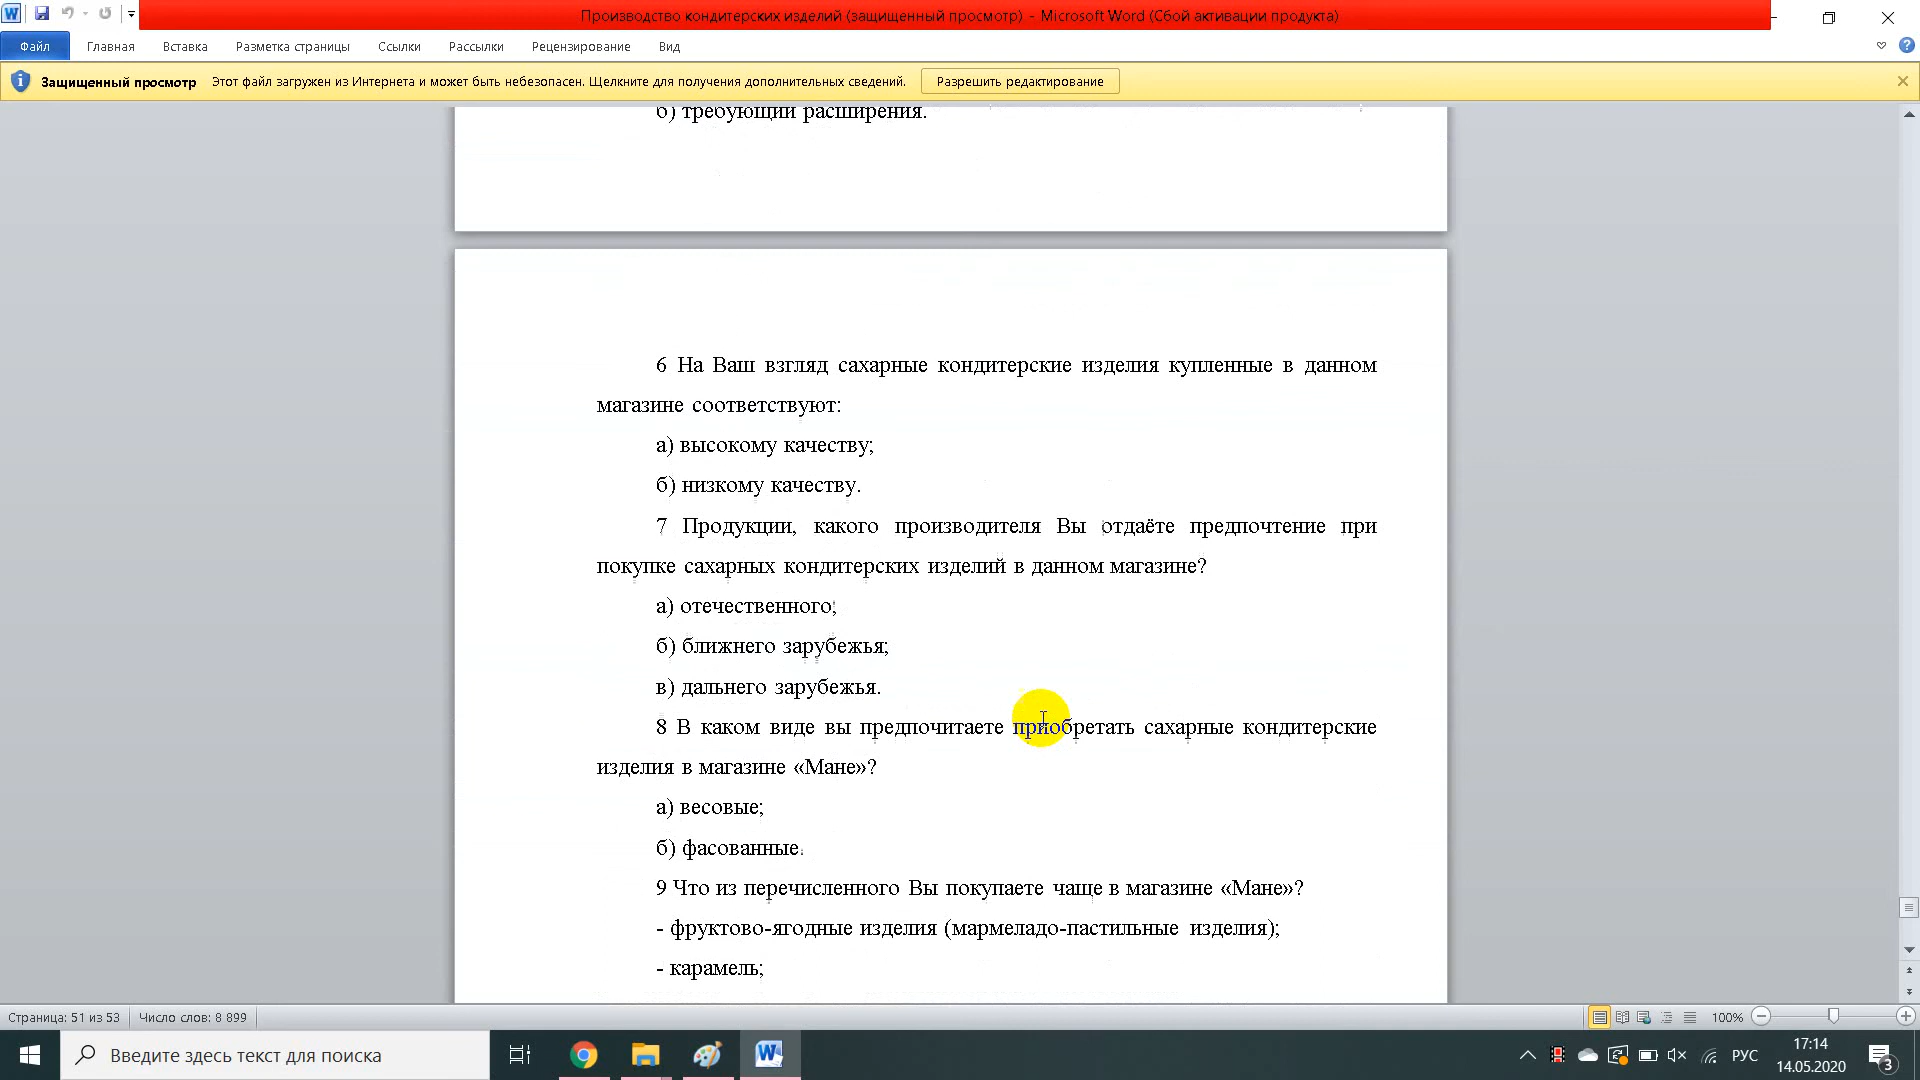 Производство кондитерских изделий (защищенный просмотр) - Microsoft Word (Сбой активации продукта)
Файл Главная Вставка Разметка страницы Ссылки Рассылки Рецензирование Вид
Защищенный просмотр Этот файл загружен из Интернета и может быть небезопасен. Щелкните для получения дополнительных сведений. Разрешить редактирование
б) требующий расширения.
6 На Ваш взгляд сахарные кондитерские изделия купленные в данном
магазине соответствуют:
а) высокому качеству;
б) низкому качеству.
7 Продукции, какого производителя Вы отдаёте предпочтение при
покупке сахарных кондитерских изделий в данном магазине?
а) отечественного;
б) ближнего зарубежья;
в) дальнего зарубежья.
8 В каком виде вы предпочитаете приобретать сахарные кондитерские
изделия в магазине «Мане»?
а) весовые;
б) фасованные.
9 Что из перечисленного Вы покупаете чаще в магазине «Мане»?
- фруктово-ягодные изделия (мармеладо-пастильные изделия);
- карамель;
Страница: 51 из 53 Число слов: 8 899 100%
Введите здесь текст для поиска РУС 17:14
14.05.2020 3